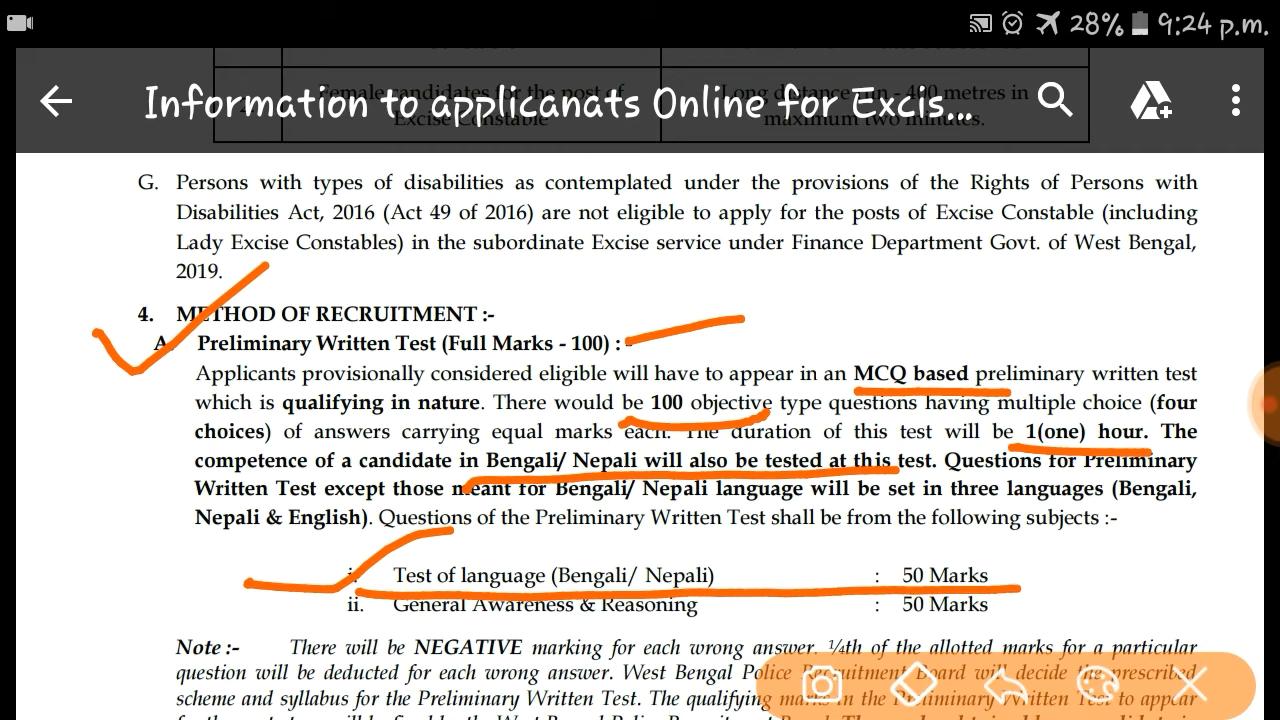 28% 9:24 p.m.
Female candidates for the post of Long distance run - 400 metres in
Information to applicanats Online for Excis...
Excise Constable maximum two minutes.
G. Persons with types of disabilities as contemplated under the provisions of the Rights of Persons with
Disabilities Act, 2016 (Act 49 of 2016) are not eligible to apply for the posts of Excise Constable (including
Lady Excise Constables) in the subordinate Excise service under Finance Department Govt. of West Bengal,
2019.
4. METHOD OF RECRUITMENT :-
A. Preliminary Written Test (Full Marks - 100) : -
Applicants provisionally considered eligible will have to appear in an MCQ based preliminary written test
which is qualifying in nature. There would be 100 objective type questions having multiple choice (four
choices) of answers carrying equal marks each. The duration of this test will be 1(one) hour. The
competence of a candidate in Bengali/ Nepali will also be tested at this test. Questions for Preliminary
Written Test except those meant for Bengali/ Nepali language will be set in three languages (Bengali,
Nepali & English). Questions of the Preliminary Written Test shall be from the following subjects :-
i. Test of language (Bengali/ Nepali) : 50 Marks
ii. General Awareness & Reasoning : 50 Marks
Note :- There will be NEGATIVE marking for each wrong answer. ¼th of the allotted marks for a particular
question will be deducted for each wrong answer. West Bengal Police Recruitment Board will decide the prescribed
scheme and syllabus for the Preliminary Written Test. The qualifying marks in the Preliminary Written Test to appear